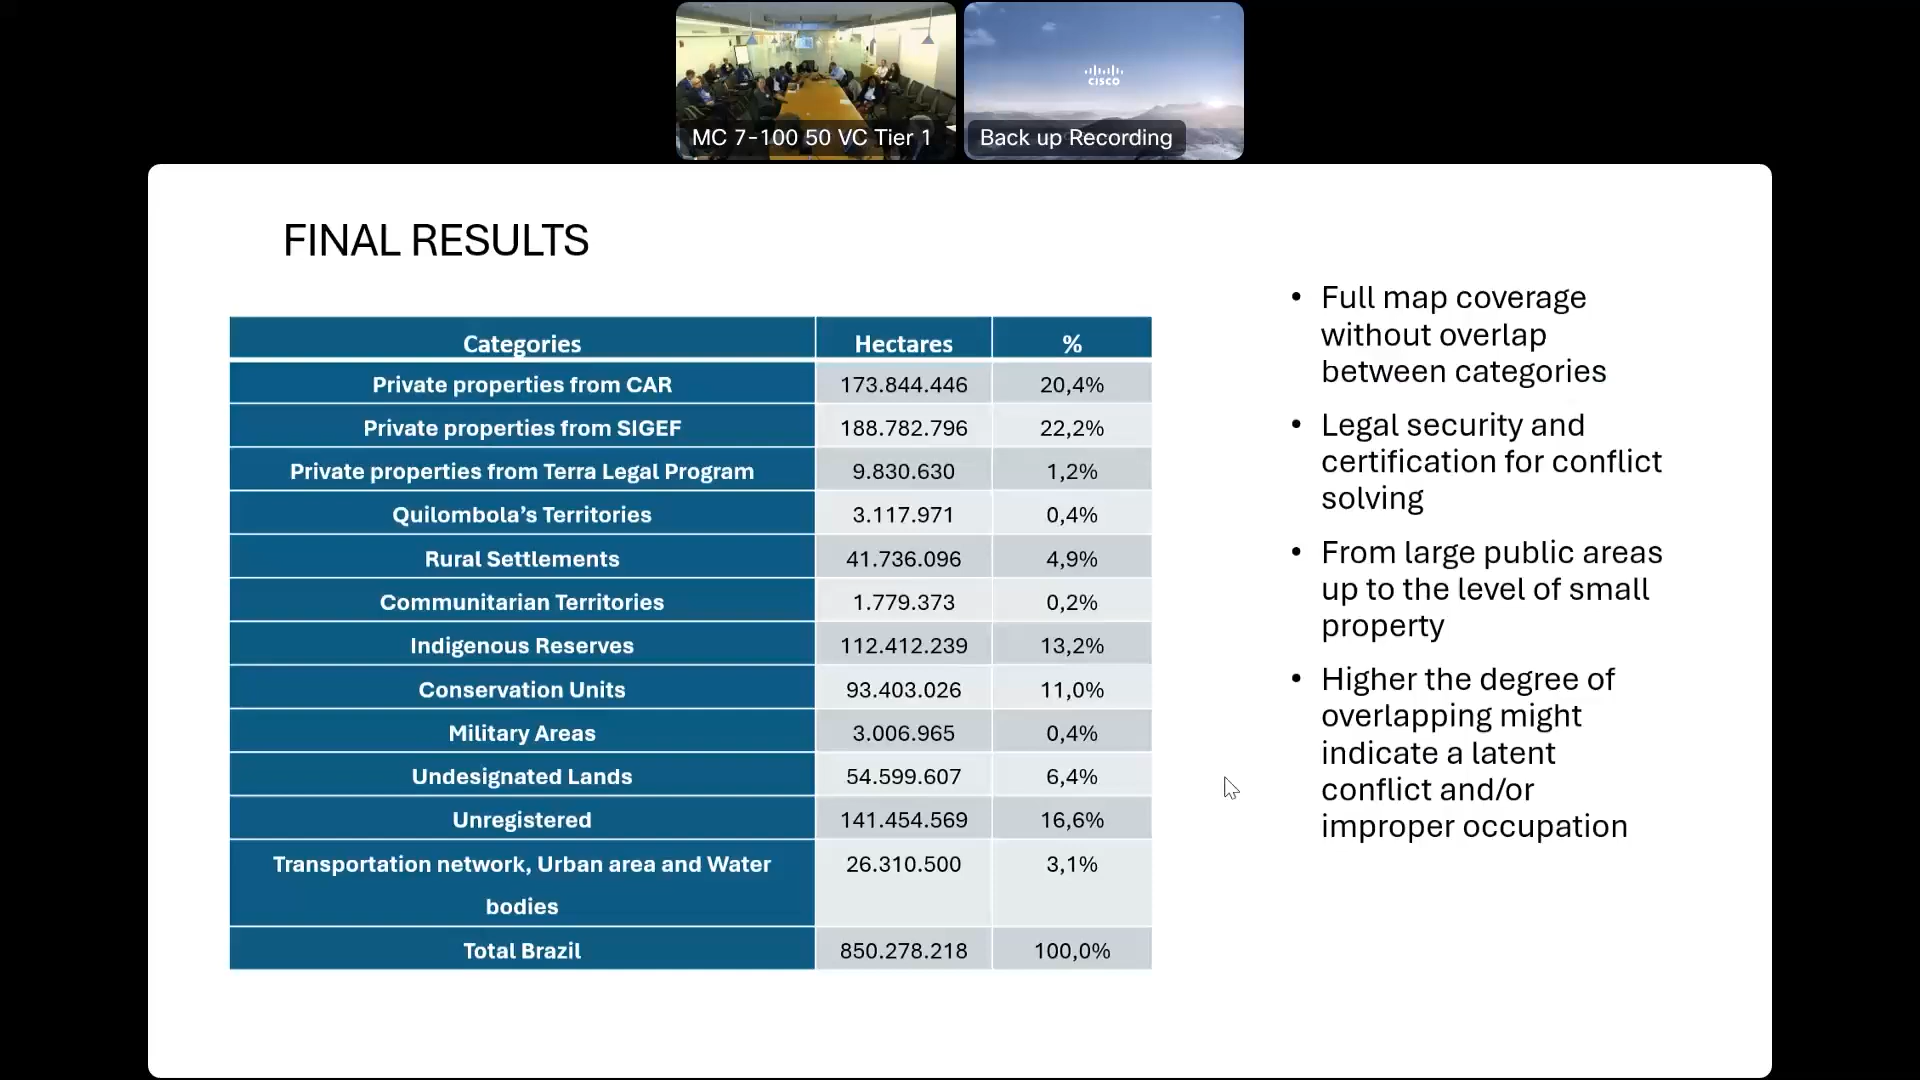 CISCO
MC 7-100 50 VC Tier 1
Back up Recording
FINAL RESULTS
Categories Hectares %
Private properties from CAR 173.844.446 20,4%
Private properties from SIGEF 188.782.796 22,2%
Private properties from Terra Legal Program 9.830.630 1,2%
Quilombola’s Territories 3.117.971 0,4%
Rural Settlements 41.736.096 4,9%
Communitarian Territories 1.779.373 0,2%
Indigenous Reserves 112.412.239 13,2%
Conservation Units 93.403.026 11,0%
Military Areas 3.006.965 0,4%
Undesignated Lands 54.599.607 6,4%
Unregistered 141.454.569 16,6%
Transportation network, Urban area and Water 26.310.500 3,1%
bodies
Total Brazil 850.278.218 100,0%
• Full map coverage
without overlap
between categories
• Legal security and
certification for conflict
solving
• From large public areas
up to the level of small
property
• Higher the degree of
overlapping might
indicate a latent
conflict and/or
improper occupation